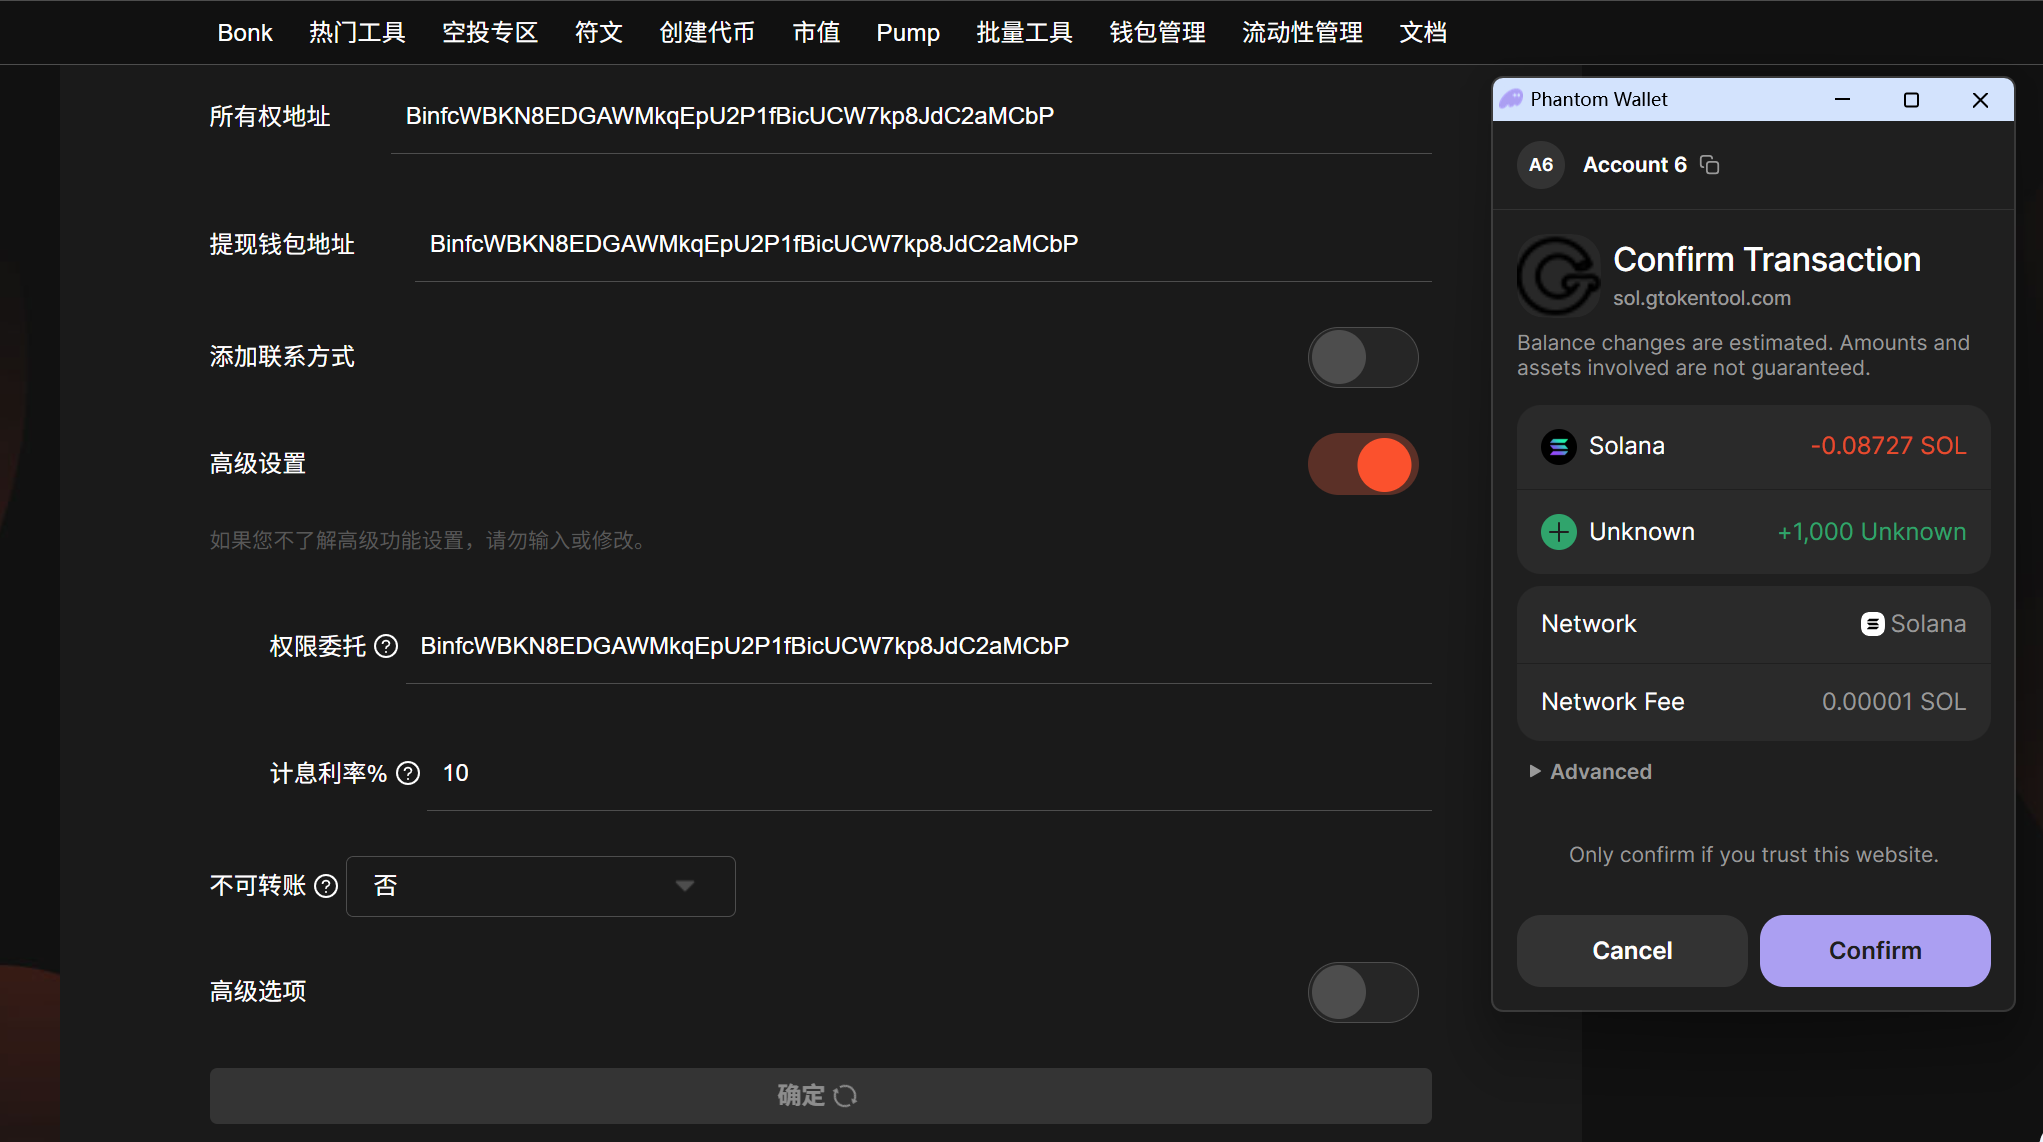 Bonk 热门工具 空投专区 符文 创建代币 市值 Pump 批量工具 钱包管理 流动性管理 文档
所有权地址 BinfcWBKN8EDGAWMkqEpU2P1fBicUCW7kp8JdC2aMCbP
提现钱包地址 BinfcWBKN8EDGAWMkqEpU2P1fBicUCW7kp8JdC2aMCbP
添加联系方式
高级设置
如果您不了解高级功能设置，请勿输入或修改。
权限委托 ? BinfcWBKN8EDGAWMkqEpU2P1fBicUCW7kp8JdC2aMCbP
计息利率% ? 10
不可转账 ? 否
高级选项
确定
Phantom Wallet
A6 Account 6
Confirm Transaction
sol.gtokentool.com
Balance changes are estimated. Amounts and
assets involved are not guaranteed.
Solana -0.08727 SOL
Unknown +1,000 Unknown
Network Solana
Network Fee 0.00001 SOL
Advanced
Only confirm if you trust this website.
Cancel Confirm